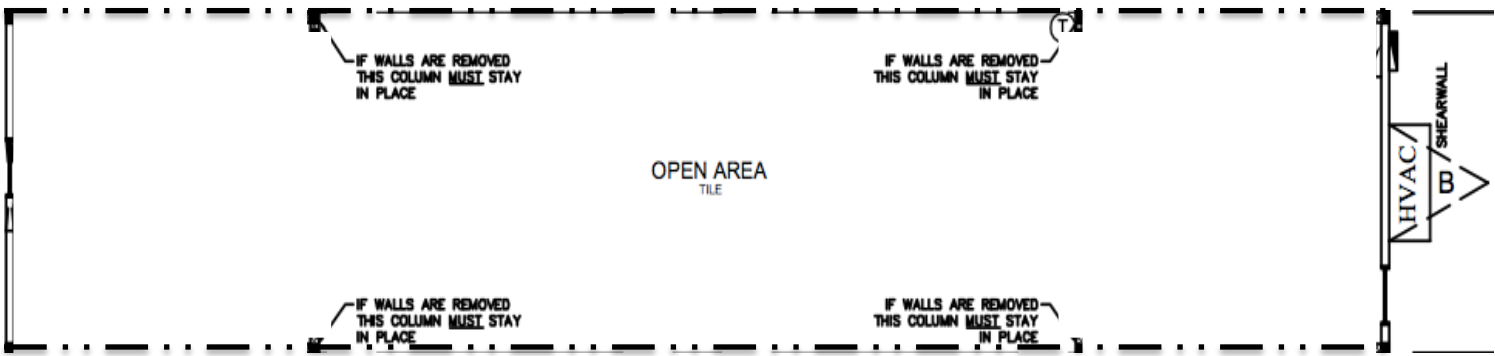 T
IF WALLS ARE REMOVED
THIS COLUMN MUST STAY
IN PLACE
IF WALLS ARE REMOVED
THIS COLUMN MUST STAY
IN PLACE
SHEARWALL
HVAC
B
OPEN AREA
TILE
IF WALLS ARE REMOVED
THIS COLUMN MUST STAY
IN PLACE
IF WALLS ARE REMOVED
THIS COLUMN MUST STAY
IN PLACE